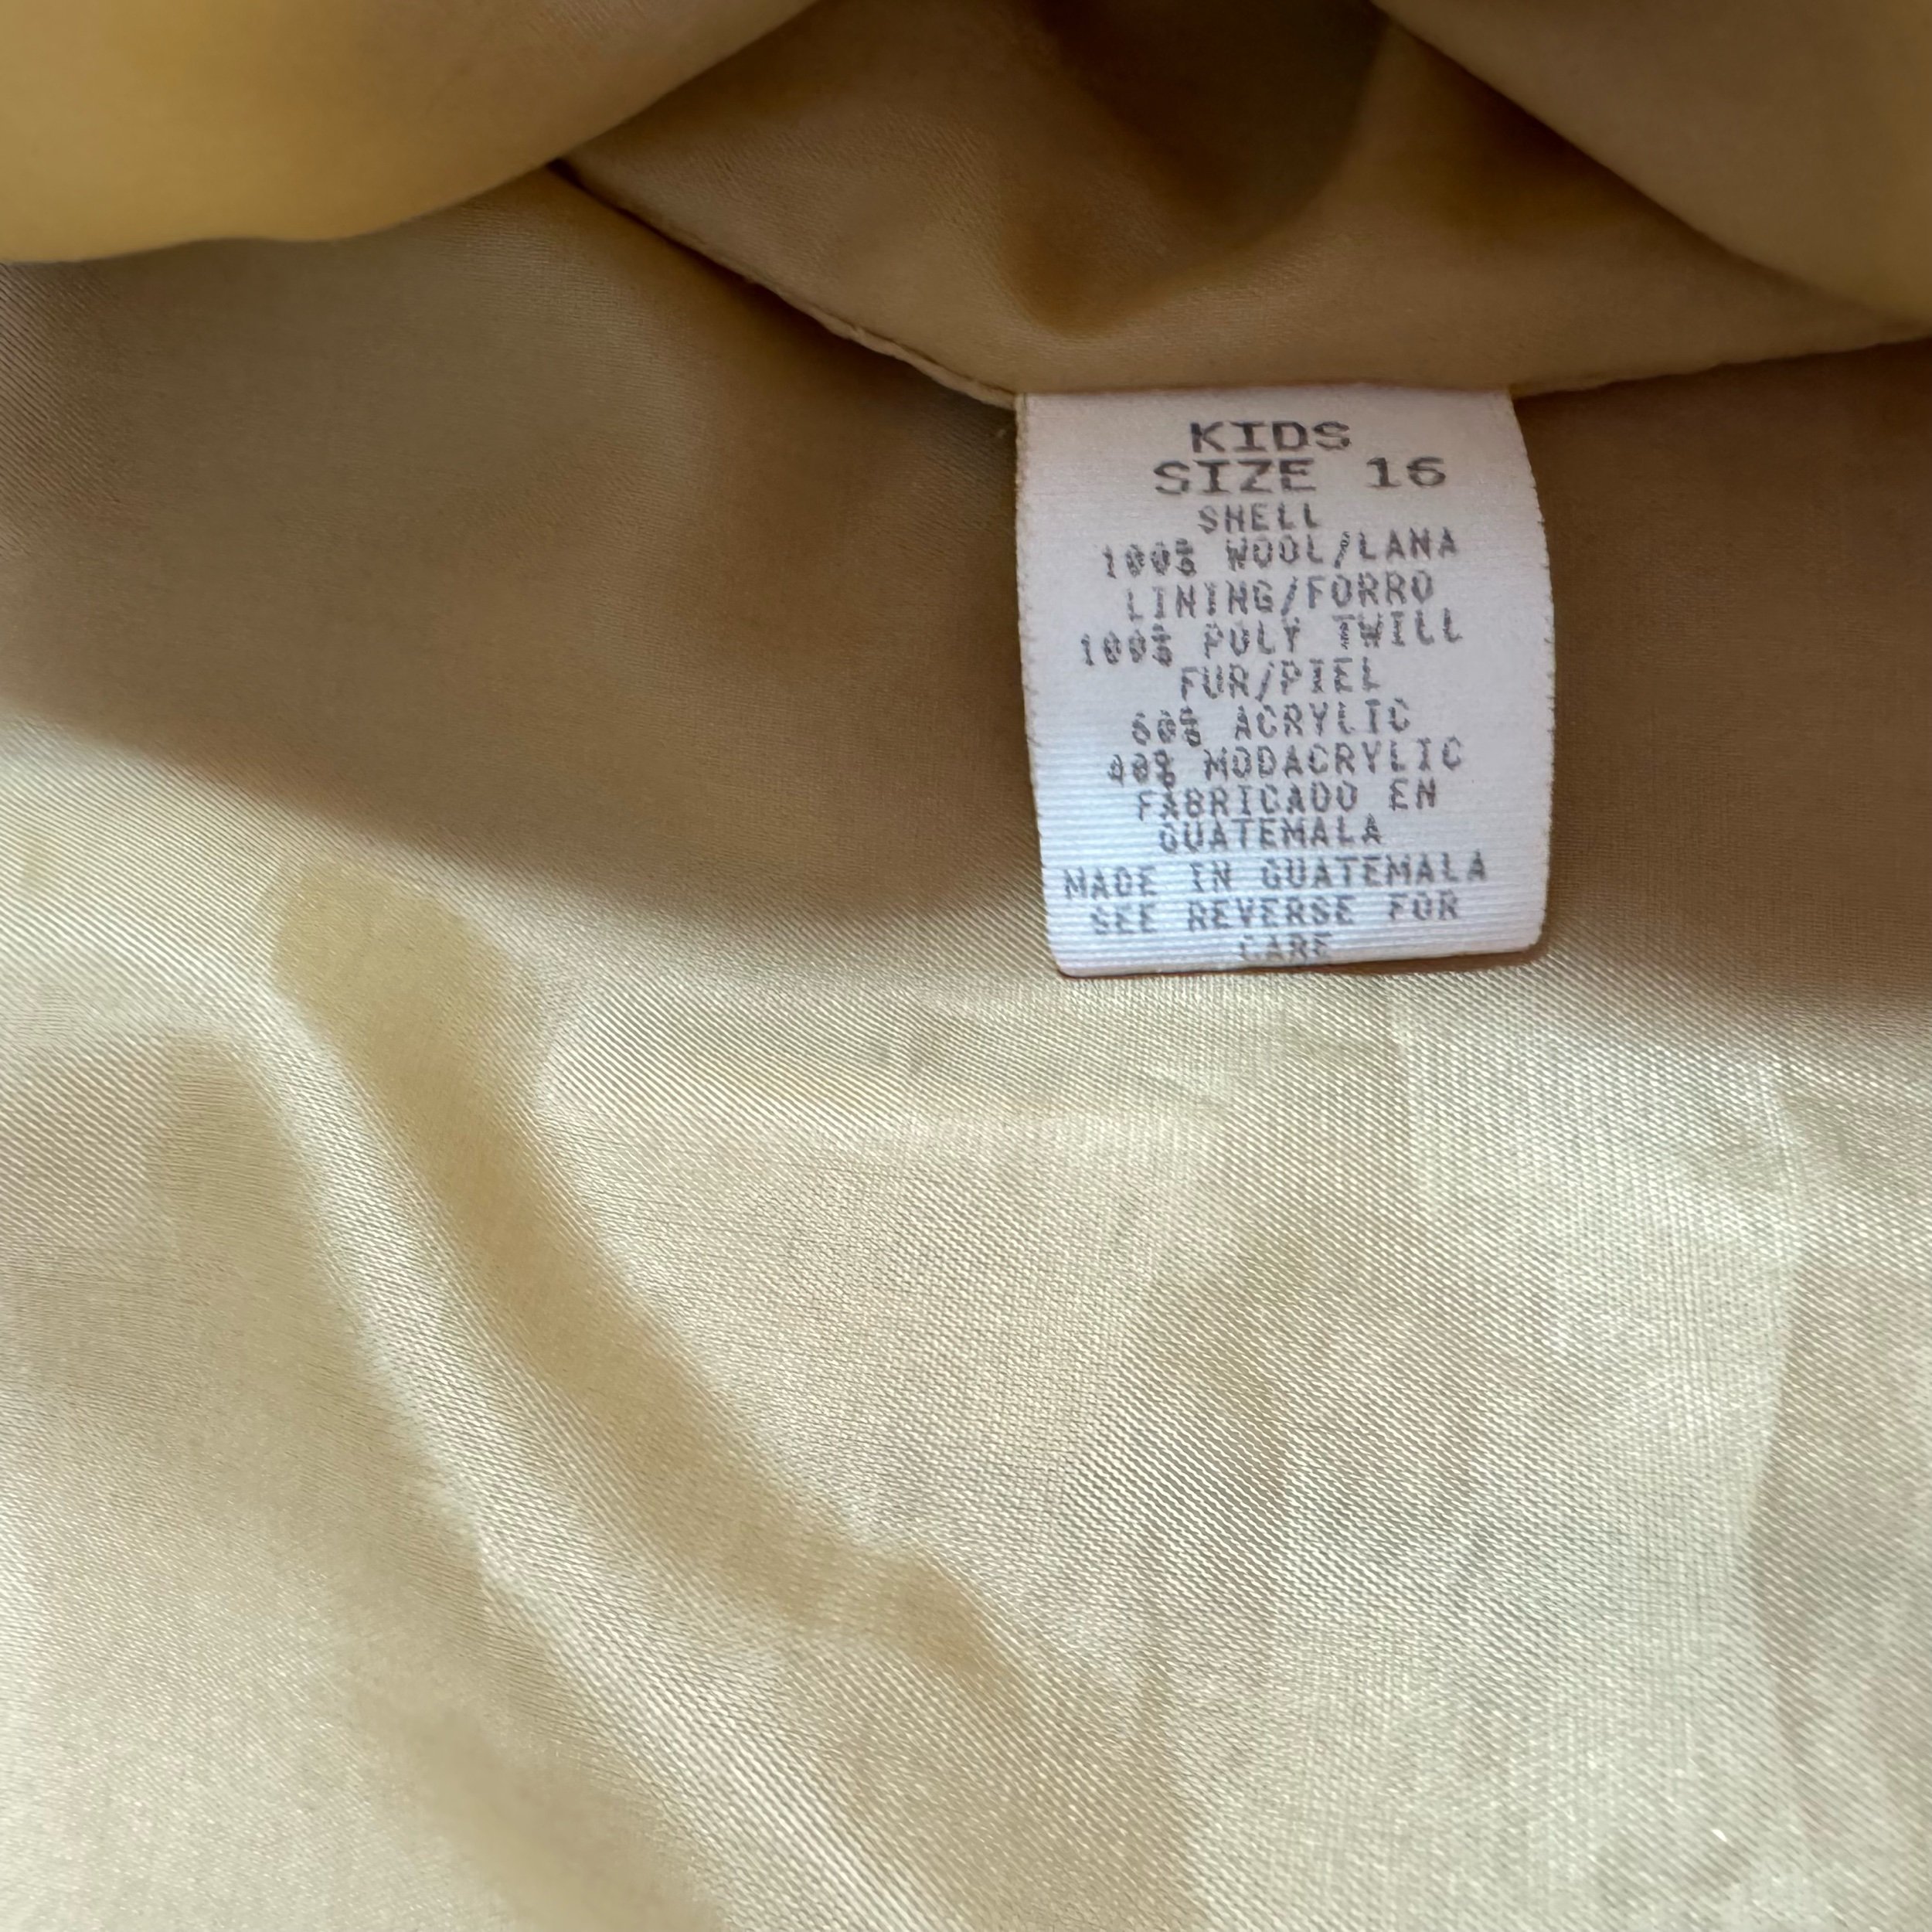 KIDS
SIZE 16
SHELL
100% WOOL/LANA
LINING/FORRO
100% POLY TWILL
FUR/PIEL
60% ACRYLIC
40% MODACRYLIC
FABRICADO EN
GUATEMALA
MADE IN GUATEMALA
SEE REVERSE FOR
CARE